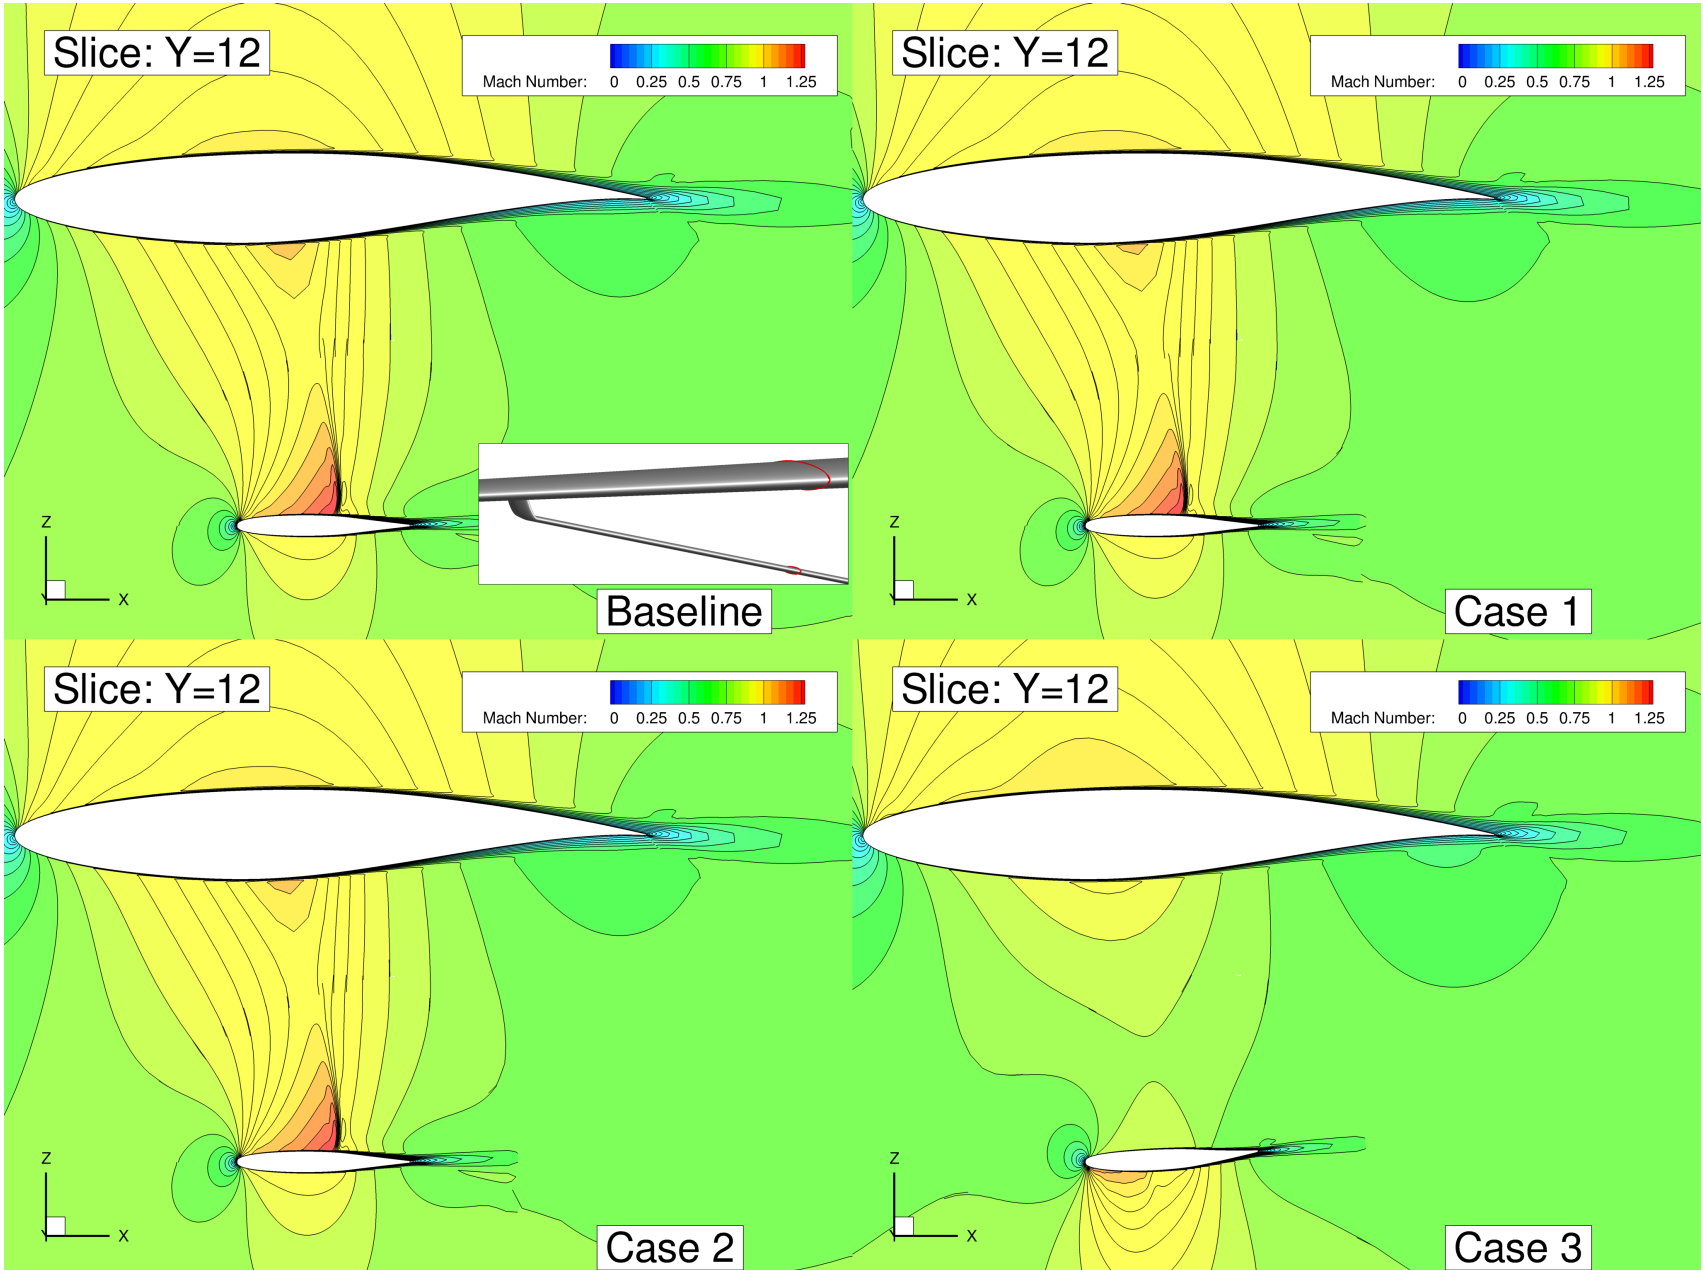 Slice: Y=12
Mach Number: 0 0.25 0.5 0.75 1 1.25
Z
Y X
Baseline
Slice: Y=12
Mach Number: 0 0.25 0.5 0.75 1 1.25
Z
Y X
Case 1
Slice: Y=12
Mach Number: 0 0.25 0.5 0.75 1 1.25
Z
Y X
Case 2
Slice: Y=12
Mach Number: 0 0.25 0.5 0.75 1 1.25
Z
Y X
Case 3